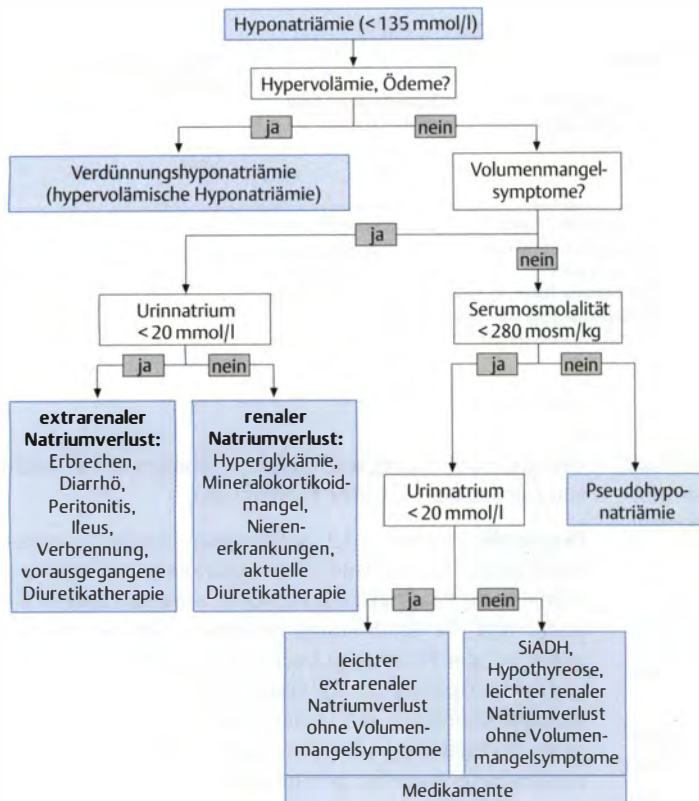 Hyponatriämie (< 135 mmol/l)
Hypervolämie, Ödeme?
ja
nein
Verdünnungshyponatriämie
(hypervolämische Hyponatriämie)
Volumenmangel-
symptome?
ja
nein
Urinnatrium
< 20 mmol/l
Serumosmolalität
< 280 mosm/kg
ja
nein
ja
nein
extrarenaler
Natriumverlust:
Erbrechen,
Diarrhö,
Peritonitis,
Ileus,
Verbrennung,
vorausgegangene
Diuretikatherapie
renaler
Natriumverlust:
Hyperglykämie,
Mineralokortikoid-
mangel,
Nieren-
erkrankungen,
aktuelle
Diuretikatherapie
Urinnatrium
< 20 mmol/l
Pseudohypo-
natriämie
ja
nein
leichter
extrarenaler
Natriumverlust
ohne Volumen-
mangelsymptome
SiADH,
Hypothyreose,
leichter renaler
Natriumverlust
ohne Volumen-
mangelsymptome
Medikamente